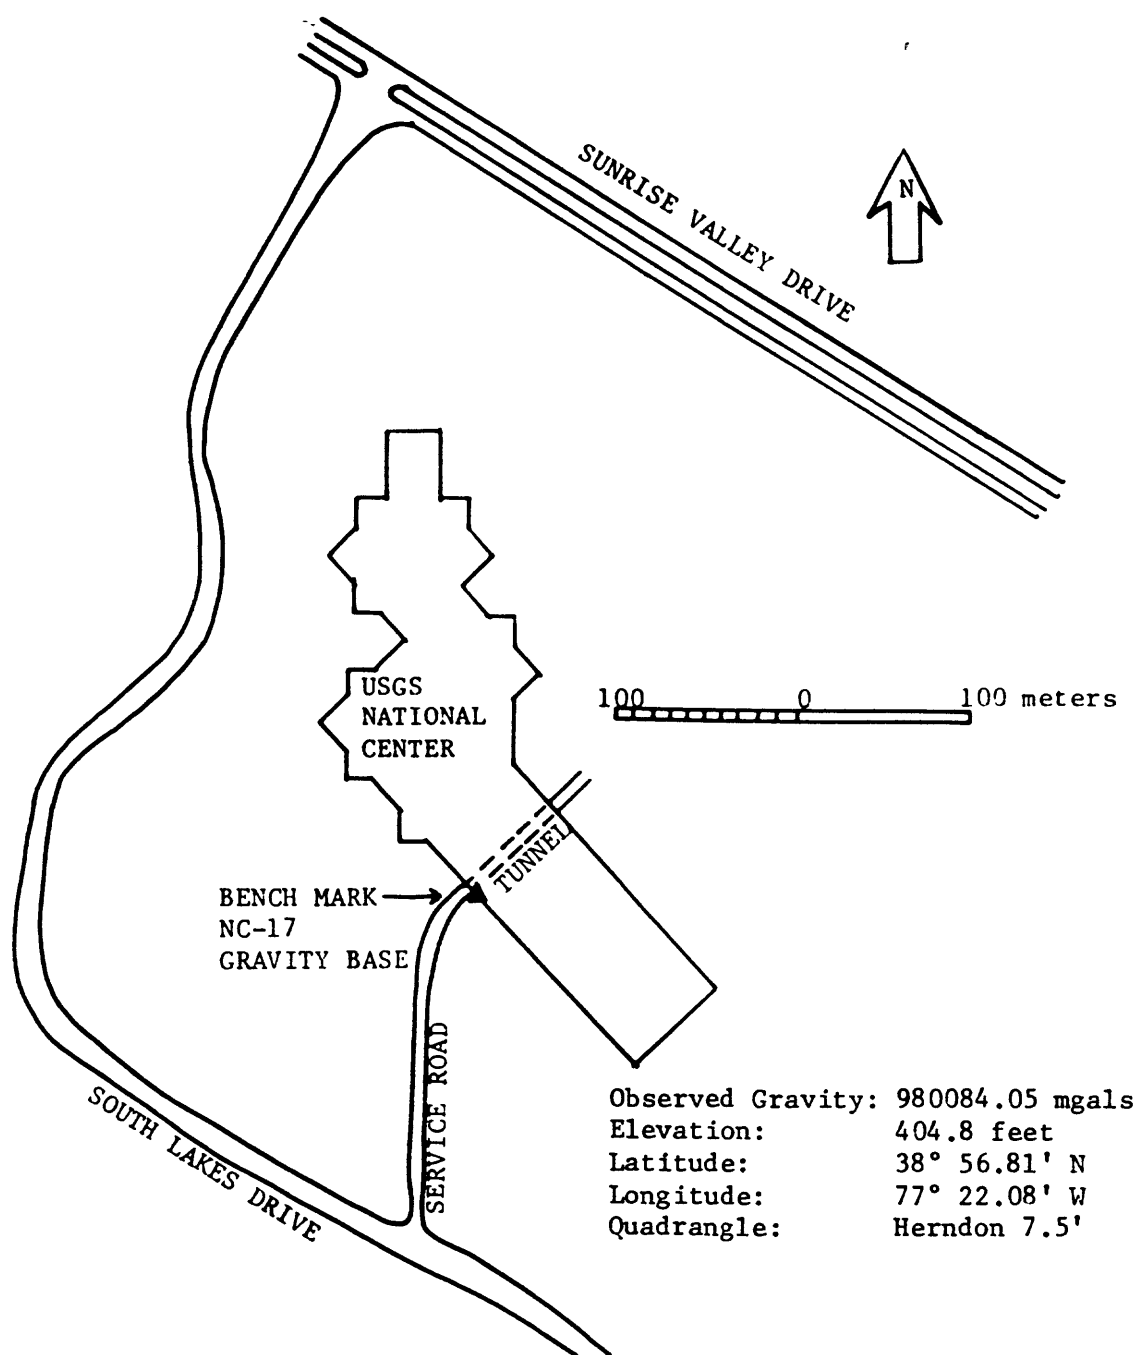 SUNRISE VALLEY DRIVE
N
USGS
NATIONAL
CENTER
100 0 100 meters
TUNNEL
BENCH MARK
NC-17
GRAVITY BASE
SERVICE ROAD
SOUTH LAKES DRIVE
Observed Gravity: 980084.05 mgals
Elevation: 404.8 feet
Latitude: 38° 56.81' N
Longitude: 77° 22.08' W
Quadrangle: Herndon 7.5'